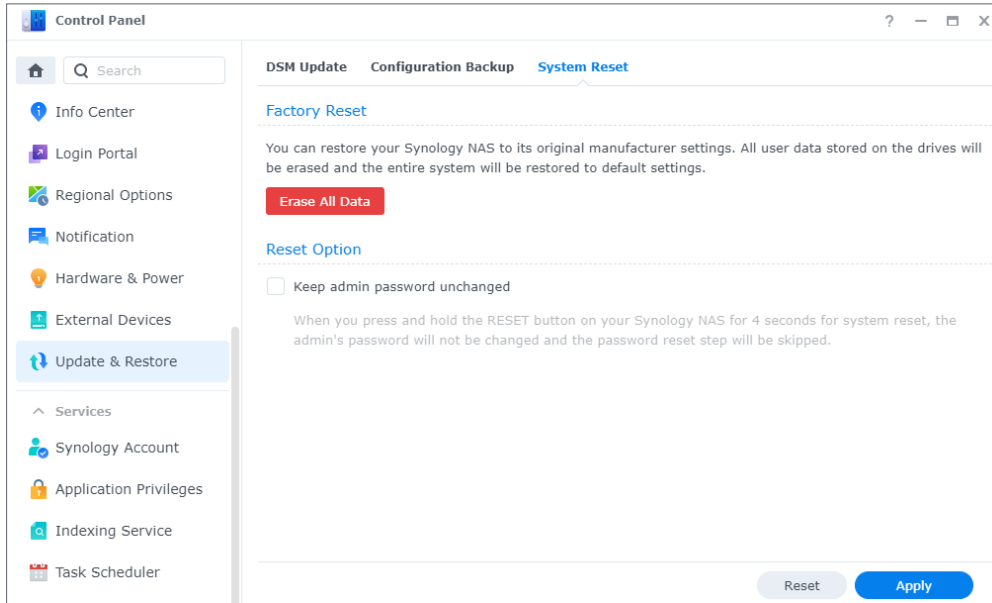 Control Panel
?
Search
Info Center
Login Portal
Regional Options
Notification
Hardware & Power
External Devices
Update & Restore
Services
Synology Account
Application Privileges
Indexing Service
Task Scheduler
DSM Update Configuration Backup System Reset
Factory Reset
You can restore your Synology NAS to its original manufacturer settings. All user data stored on the drives will
be erased and the entire system will be restored to default settings.
Erase All Data
Reset Option
Keep admin password unchanged
When you press and hold the RESET button on your Synology NAS for 4 seconds for system reset, the
admin's password will not be changed and the password reset step will be skipped.
Reset Apply